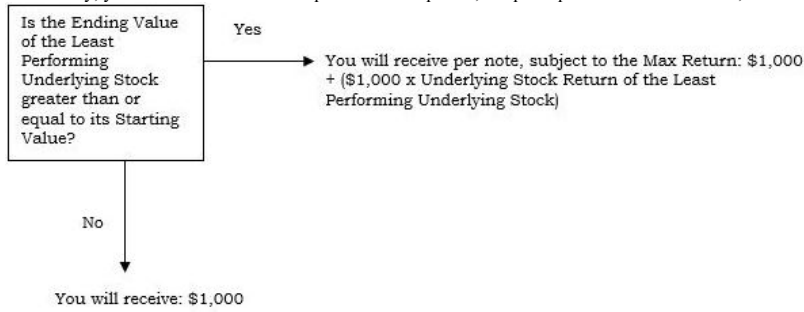 Is the Ending Value
of the Least
Performing
Underlying Stock
greater than or
equal to its Starting
Value?
Yes
You will receive per note, subject to the Max Return: $1,000
+ ($1,000 x Underlying Stock Return of the Least
Performing Underlying Stock)
No
You will receive: $1,000